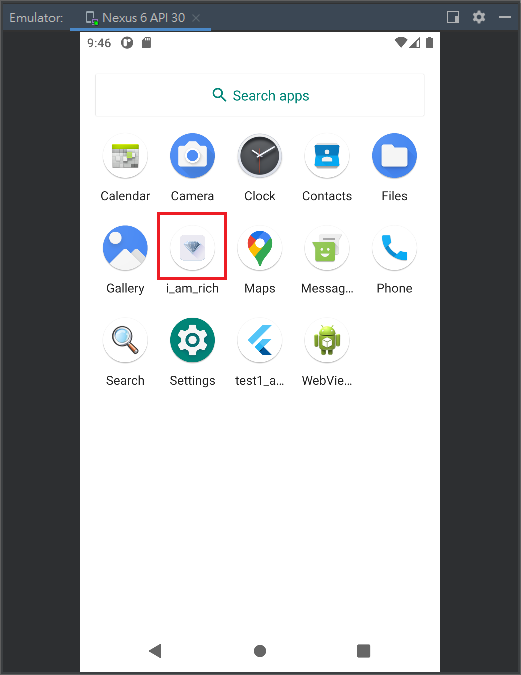 Emulator: Nexus 6 API 30
9:46
Search apps
Calendar Camera Clock Contacts Files
Gallery i_am_rich Maps Messag... Phone
Search Settings test1_a... WebVie...